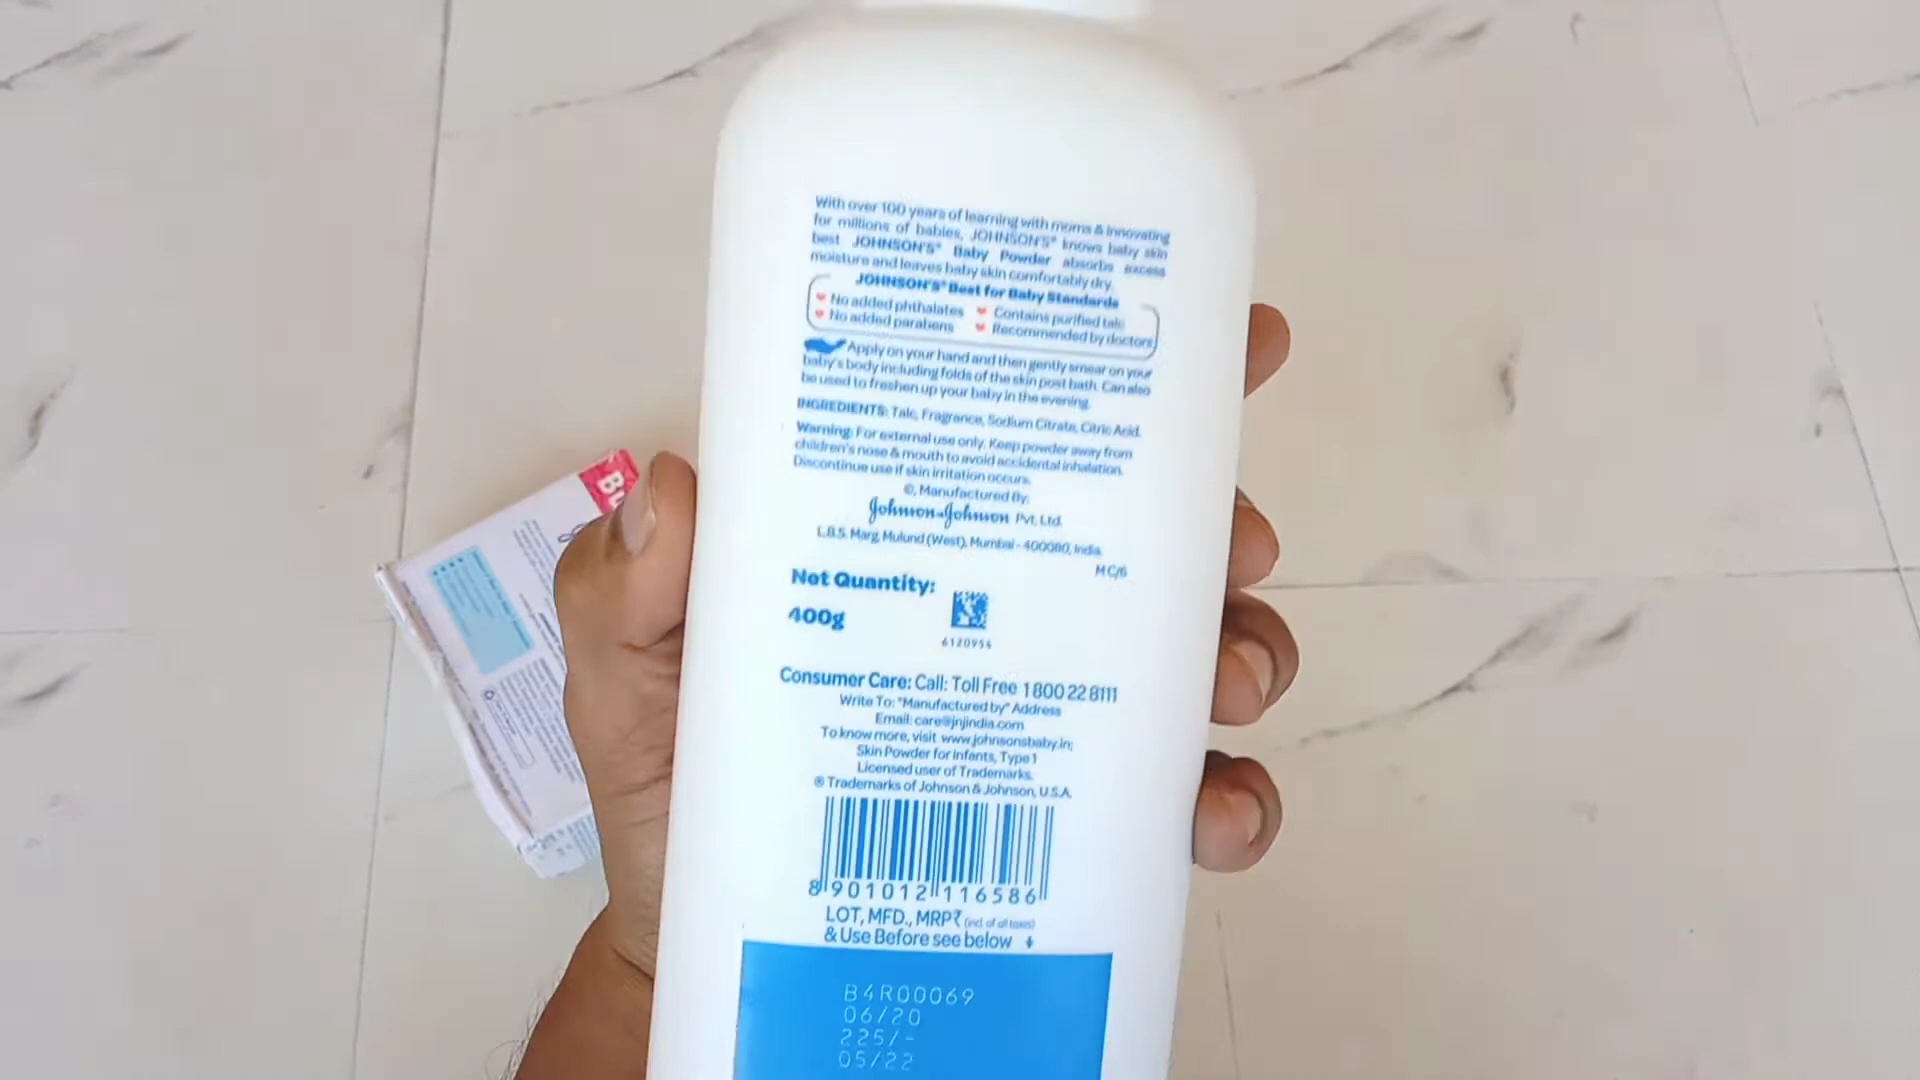 With over 100 years of learning with moms & innovating
for millions of babies, JOHNSON'S® knows baby skin
best JOHNSON'S® Baby Powder absorbs excess
moisture and leaves baby skin comfortably dry.
JOHNSON'S® Best for Baby Standards
No added phthalates Contains purified talc
No added parabens Recommended by doctors
Apply on your hand and then gently smear on your
baby's body including folds of the skin post bath. Can also
be used to freshen up your baby in the evening.
INGREDIENTS: Talc, Fragrance, Sodium Citrate, Citric Acid.
Warning: For external use only. Keep powder away from
children's nose & mouth to avoid accidental inhalation.
Discontinue use if skin irritation occurs.
©, Manufactured By:
Johnson & Johnson Pvt. Ltd.
L.B.S. Marg, Mulund (West), Mumbai - 400080, India.
M C/6
Net Quantity:
400g
6120954
Consumer Care: Call: Toll Free 1 800 22 8111
Write To: "Manufactured by" Address
Email: care@jnjindia.com
To know more, visit www.johnsonsbaby.in;
Skin Powder for Infants, Type 1
Licensed user of Trademarks.
® Trademarks of Johnson & Johnson, U.S.A.
8 901012 116586
LOT, MFD., MRP₹ (incl. of all taxes)
& Use Before see below
B4R00069
06/20
225/-
05/22